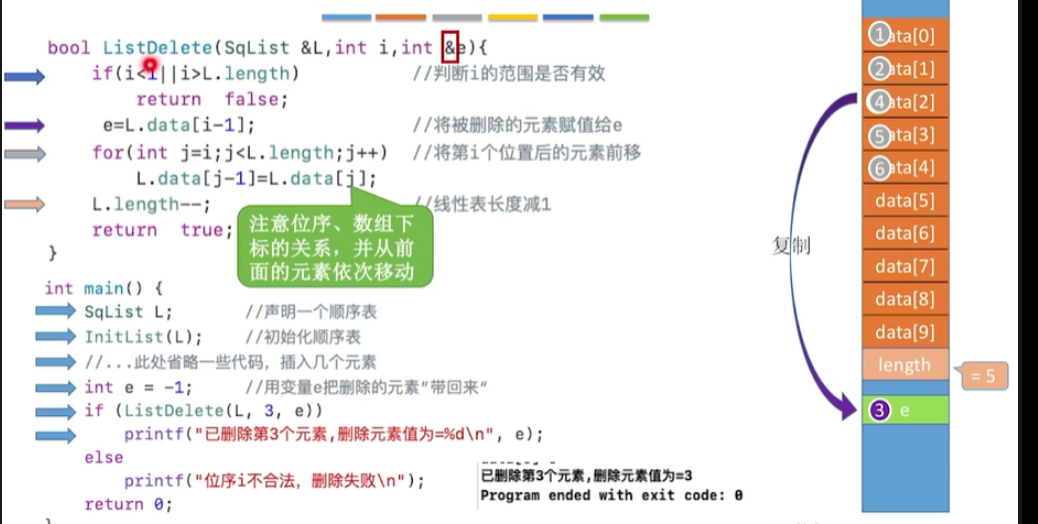 bool ListDelete(SqList &L,int i,int &e){
if(i<1||i>L.length) //判断i的范围是否有效
return false;
e=L.data[i-1]; //将被删除的元素赋值给e
for(int j=i;j<L.length;j++) //将第i个位置后的元素前移
L.data[j-1]=L.data[j];
L.length--; //线性表长度减1
return true;
}
注意位序、数组下
标的关系，并从前
面的元素依次移动
int main() {
SqList L; //声明一个顺序表
InitList(L); //初始化顺序表
//...此处省略一些代码，插入几个元素
int e = -1; //用变量e把删除的元素"带回来"
if (ListDelete(L, 3, e))
printf("已删除第3个元素,删除元素值为=%d\n", e);
else
printf("位序i不合法，删除失败\n");
return 0;
已删除第3个元素,删除元素值为=3
Program ended with exit code: 0
复制
1 ata[0]
2 ata[1]
4 ata[2]
5 ata[3]
6 ata[4]
data[5]
data[6]
data[7]
data[8]
data[9]
length
= 5
3 e